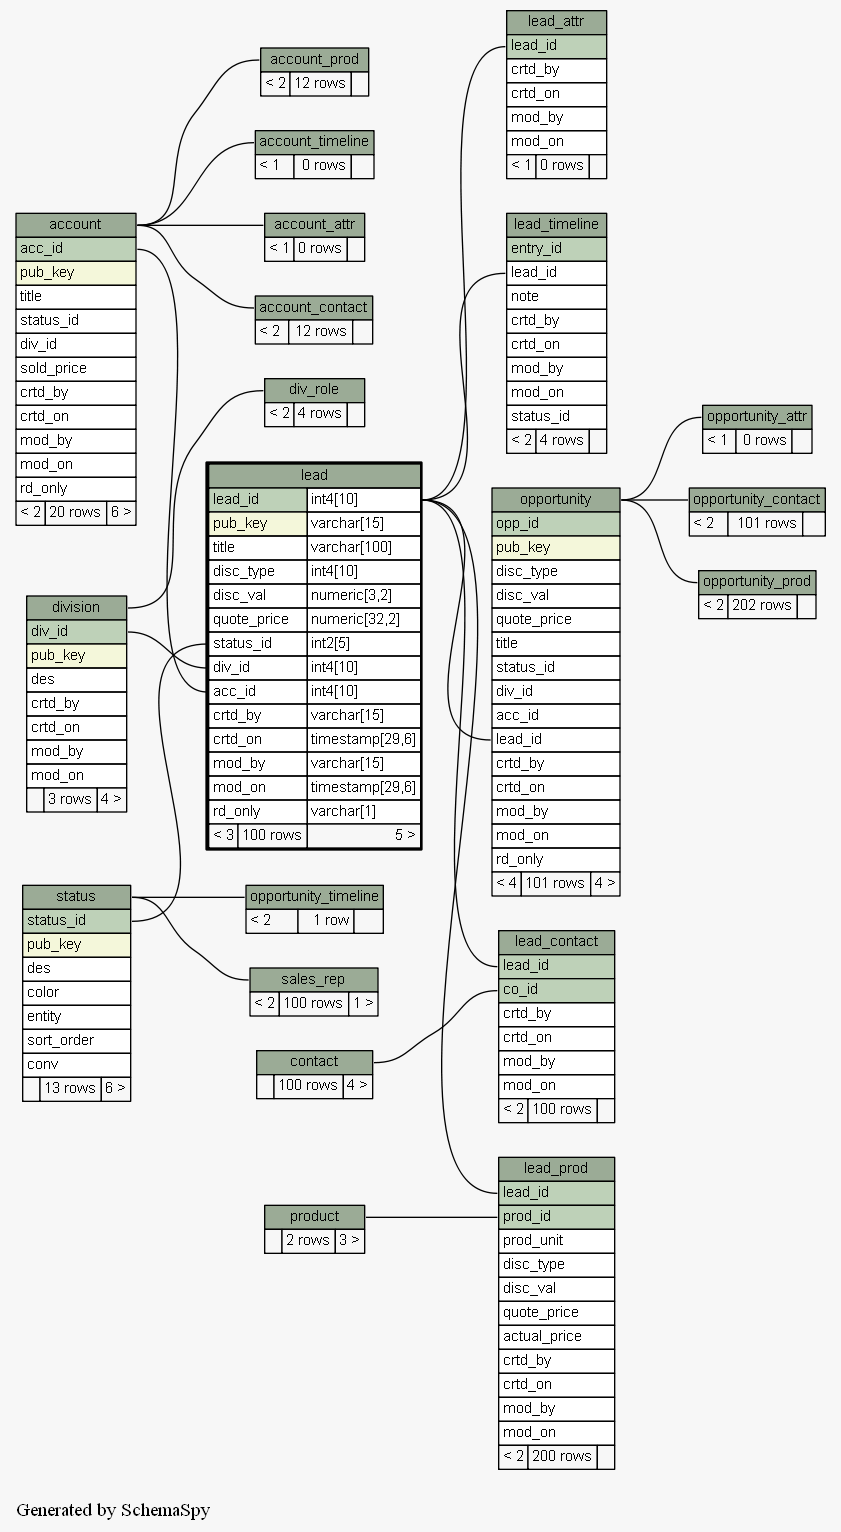 account_prod
< 2 12 rows
account_timeline
< 1 0 rows
account
acc_id
pub_key
title
status_id
div_id
sold_price
crtd_by
crtd_on
mod_by
mod_on
rd_only
< 2 20 rows 6 >
account_attr
< 1 0 rows
account_contact
< 2 12 rows
div_role
< 2 4 rows
lead
lead_id int4[10]
pub_key varchar[15]
title varchar[100]
disc_type int4[10]
disc_val numeric[3,2]
quote_price numeric[32,2]
status_id int2[5]
div_id int4[10]
acc_id int4[10]
crtd_by varchar[15]
crtd_on timestamp[29,6]
mod_by varchar[15]
mod_on timestamp[29,6]
rd_only varchar[1]
< 3 100 rows 5 >
division
div_id
pub_key
des
crtd_by
crtd_on
mod_by
mod_on
3 rows 4 >
status
status_id
pub_key
des
color
entity
sort_order
conv
13 rows 6 >
opportunity_timeline
< 2 1 row
sales_rep
< 2 100 rows 1 >
contact
100 rows 4 >
product
2 rows 3 >
lead_attr
lead_id
crtd_by
crtd_on
mod_by
mod_on
< 1 0 rows
lead_timeline
entry_id
lead_id
note
crtd_by
crtd_on
mod_by
mod_on
status_id
< 2 4 rows
opportunity
opp_id
pub_key
disc_type
disc_val
quote_price
title
status_id
div_id
acc_id
lead_id
crtd_by
crtd_on
mod_by
mod_on
rd_only
< 4 101 rows 4 >
opportunity_attr
< 1 0 rows
opportunity_contact
< 2 101 rows
opportunity_prod
< 2 202 rows
lead_contact
lead_id
co_id
crtd_by
crtd_on
mod_by
mod_on
< 2 100 rows
lead_prod
lead_id
prod_id
prod_unit
disc_type
disc_val
quote_price
actual_price
crtd_by
crtd_on
mod_by
mod_on
< 2 200 rows
Generated by SchemaSpy